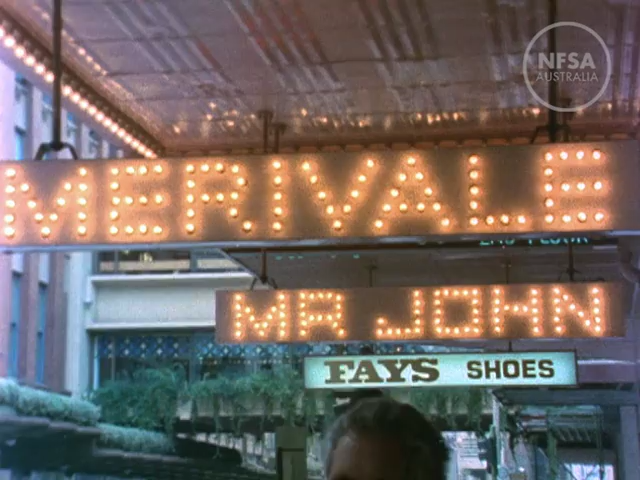 NFSA
AUSTRALIA
MERIVALE
MR JOHN
FAYS SHOES